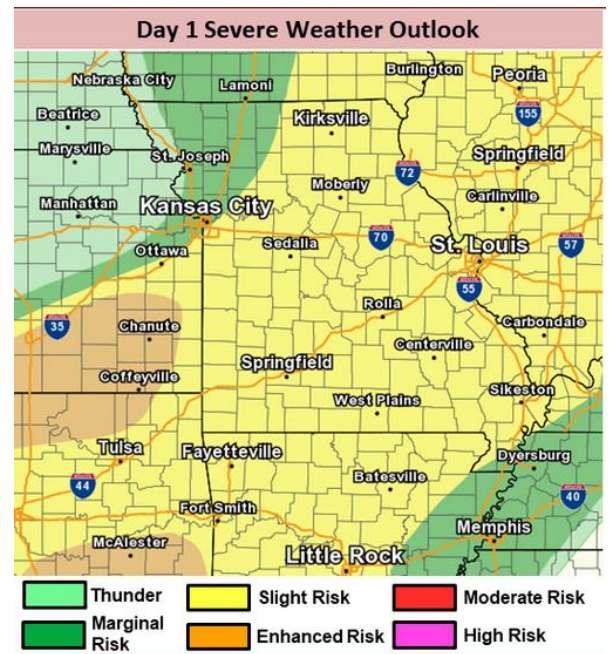 Day 1 Severe Weather Outlook
Nebraska City
Lamoni
Burlington
Peoria
Beatrice
Kirksville
155
Marysville
St. Joseph
Springfield
72
Manhattan
Kansas City
Moberly
Carlinville
Ottawa
Sedalia
70
St. Louis
57
55
35
Chanute
Rolla
Carbondale
Centerville
Coffeyville
Springfield
West Plains
Sikeston
Tulsa
Fayetteville
Dyersburg
44
Batesville
40
Fort Smith
Memphis
McAlester
Little Rock
Thunder
Slight Risk
Moderate Risk
Marginal
Risk
Enhanced Risk
High Risk